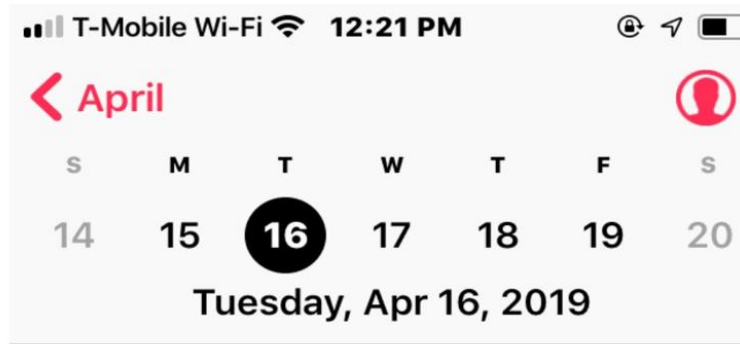 T-Mobile Wi-Fi 12:21 PM
April
S M T W T F S
14 15 16 17 18 19 20
Tuesday, Apr 16, 2019